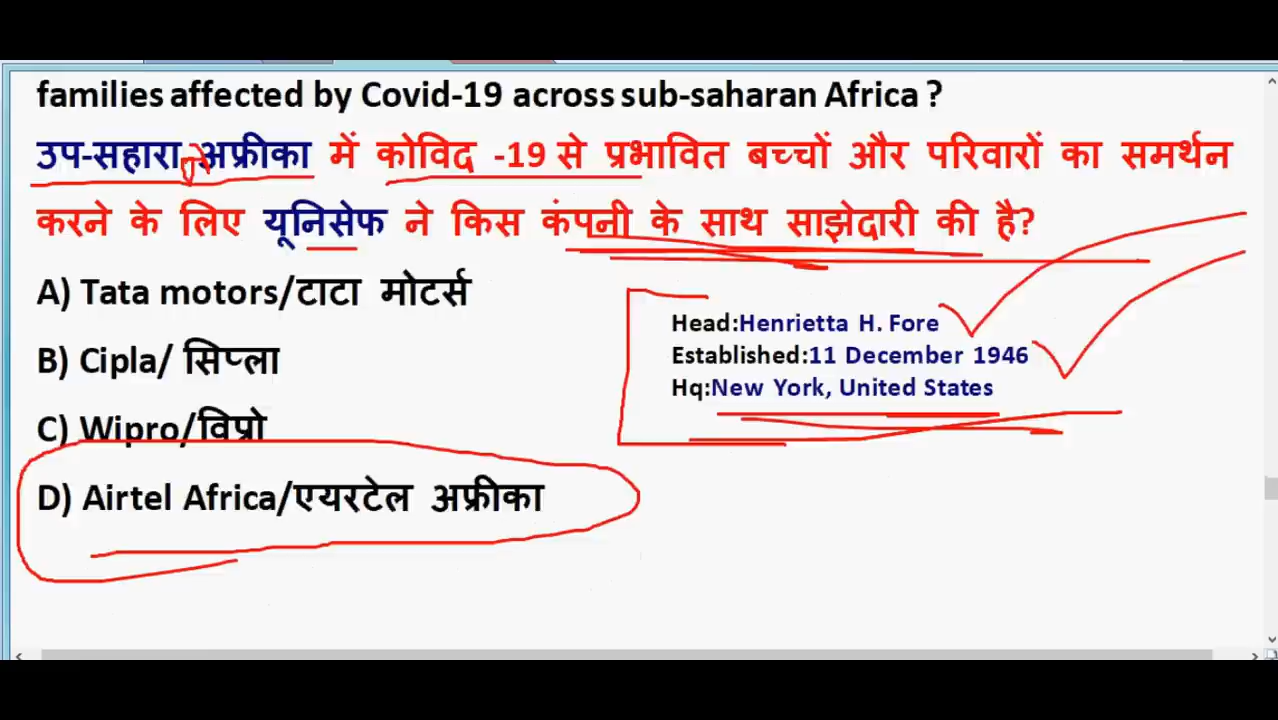 families affected by Covid-19 across sub-saharan Africa ?
उप-सहारा अफ्रीका में कोविद -19 से प्रभावित बच्चों और परिवारों का समर्थन
करने के लिए यूनिसेफ ने किस कंपनी के साथ साझेदारी की है?
A) Tata motors/टाटा मोटर्स
B) Cipla/ सिप्ला
C) Wipro/विप्रो
D) Airtel Africa/एयरटेल अफ्रीका
Head:Henrietta H. Fore
Established:11 December 1946
Hq:New York, United States